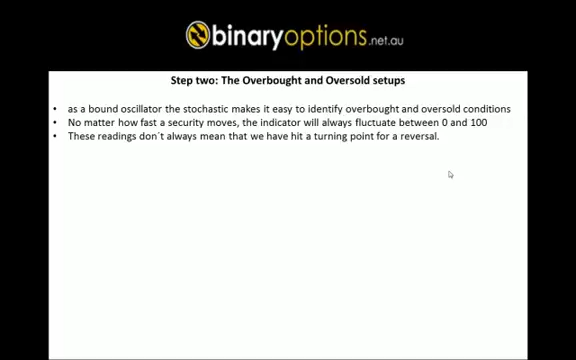 binaryoptions.net.au
Step two: The Overbought and Oversold setups
• as a bound oscillator the stochastic makes it easy to identify overbought and oversold conditions
• No matter how fast a security moves, the indicator will always fluctuate between 0 and 100
• These readings don´t always mean that we have hit a turning point for a reversal.